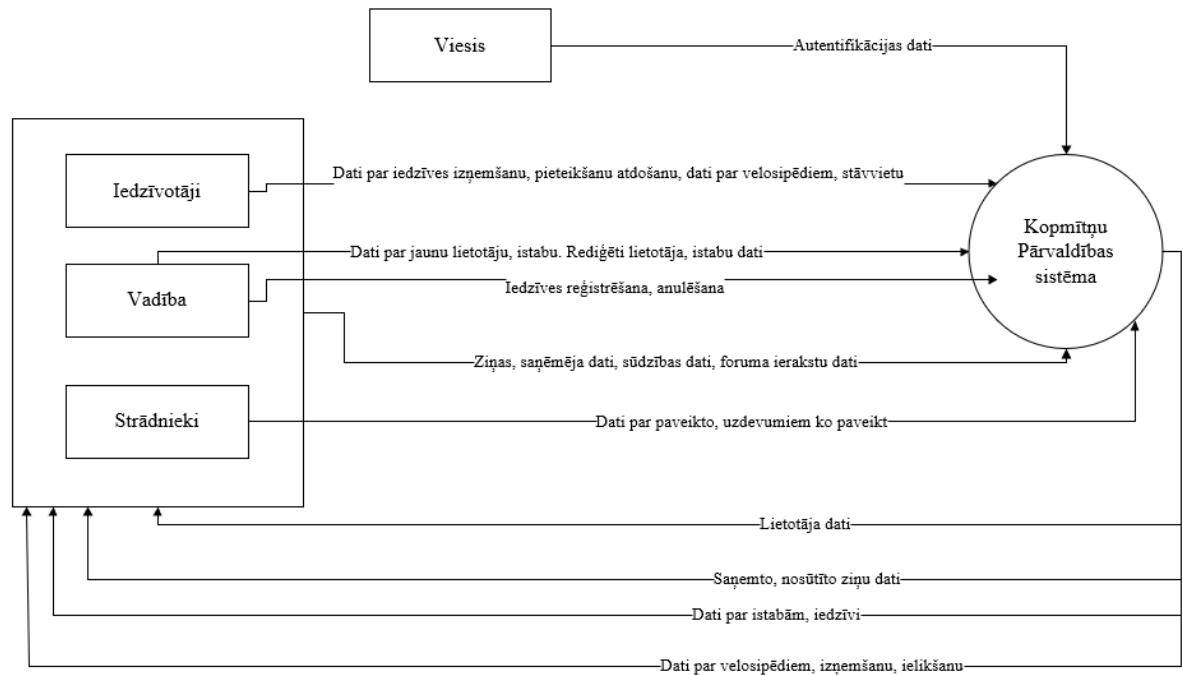 Viesis
Autentifikācijas dati
Iedzīvotāji
Dati par iedzīves izņemšanu, pieteikšanu atdošanu, dati par velosipēdiem, stāvvietu
Kopmītņu
Pārvaldības
sistēma
Dati par jaunu lietotāju, istabu. Rediģēti lietotāja, istabu dati
Vadība
Iedzīves reģistrēšana, anulēšana
Ziņas, saņēmēja dati, sūdzības dati, foruma ierakstu dati
Strādnieki
Dati par paveikto, uzdevumiem ko paveikt
Lietotāja dati
Saņemto, nosūtīto ziņu dati
Dati par istabām, iedzīvi
Dati par velosipēdiem, izņemšanu, ielikšanu